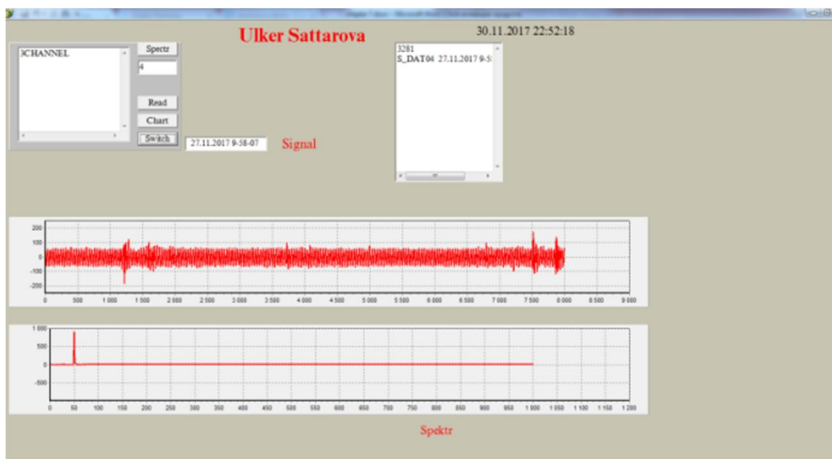 Ulker Sattarova
30.11.2017 22:52:18
3CHANNEL
Spectr
4
Read
Chart
Switch
27.11.2017 9-58-07
Signal
3281
S_DAT04 27.11.2017 9-5
200
100
0
-100
-200
0 500 1 000 1 500 2 000 2 500 3 000 3 500 4 000 4 500 5 000 5 500 6 000 6 500 7 000 7 500 8 000 8 500 9 000
1 000
500
0
-500
0 50 100 150 200 250 300 350 400 450 500 550 600 650 700 750 800 850 900 950 1 000 1 050 1 100 1 150 1 200
Spektr